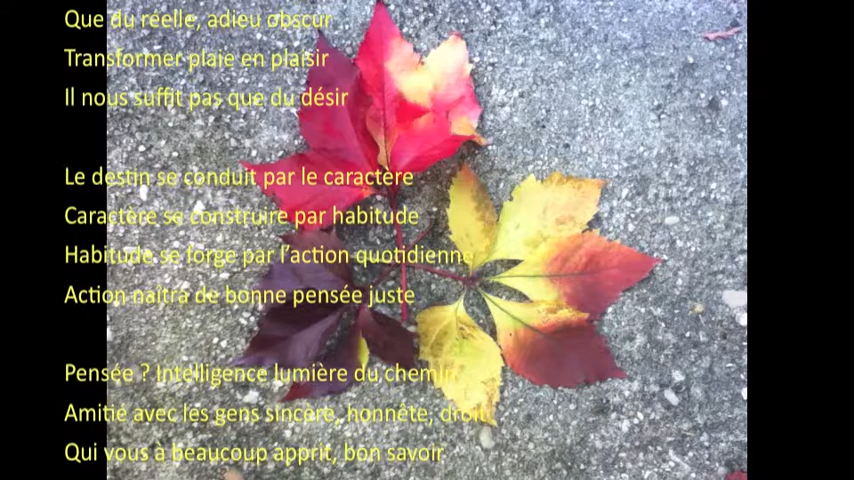 Que du réelle, adieu obscur
Transformer plaie en plaisir
Il nous suffit pas que du désir
Le destin se conduit par le caractère
Caractère se construire par habitude
Habitude se forge par l'action quotidienne
Action naîtra de bonne pensée juste
Pensée ? Intelligence lumière du chemin
Amitié avec les gens sincère, honnête, droit
Qui vous a beaucoup apprit, bon savoir